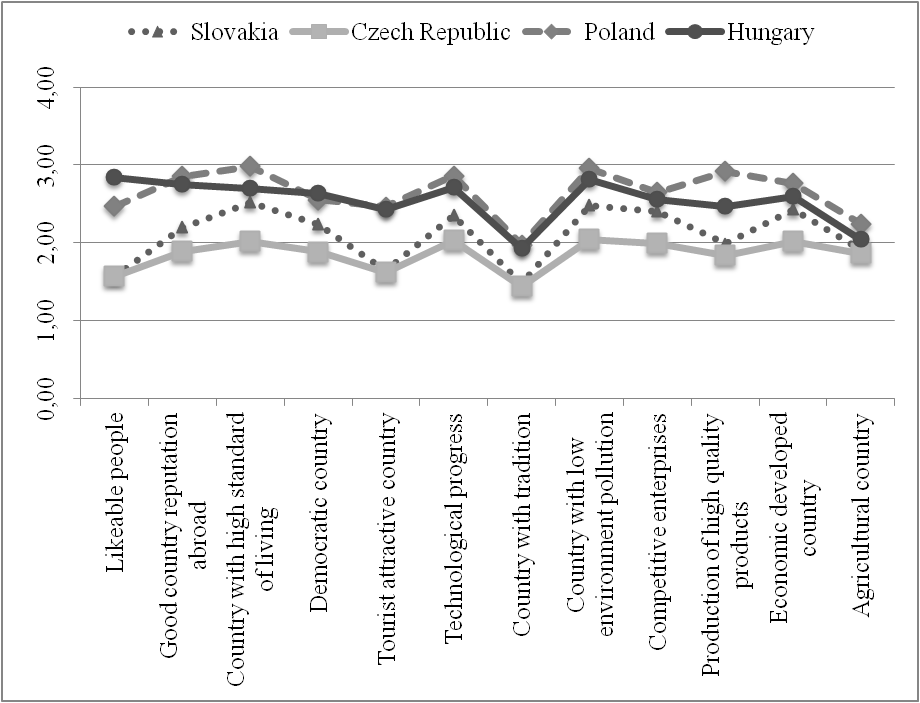 Slovakia Czech Republic Poland Hungary
4,00
3,00
2,00
1,00
0,00
Likeable people
Good country reputation
abroad
Country with high standard
of living
Democratic country
Tourist attractive country
Technological progress
Country with tradition
Country with low
environment pollution
Competitive enterprises
Production of high quality
products
Economic developed
country
Agricultural country